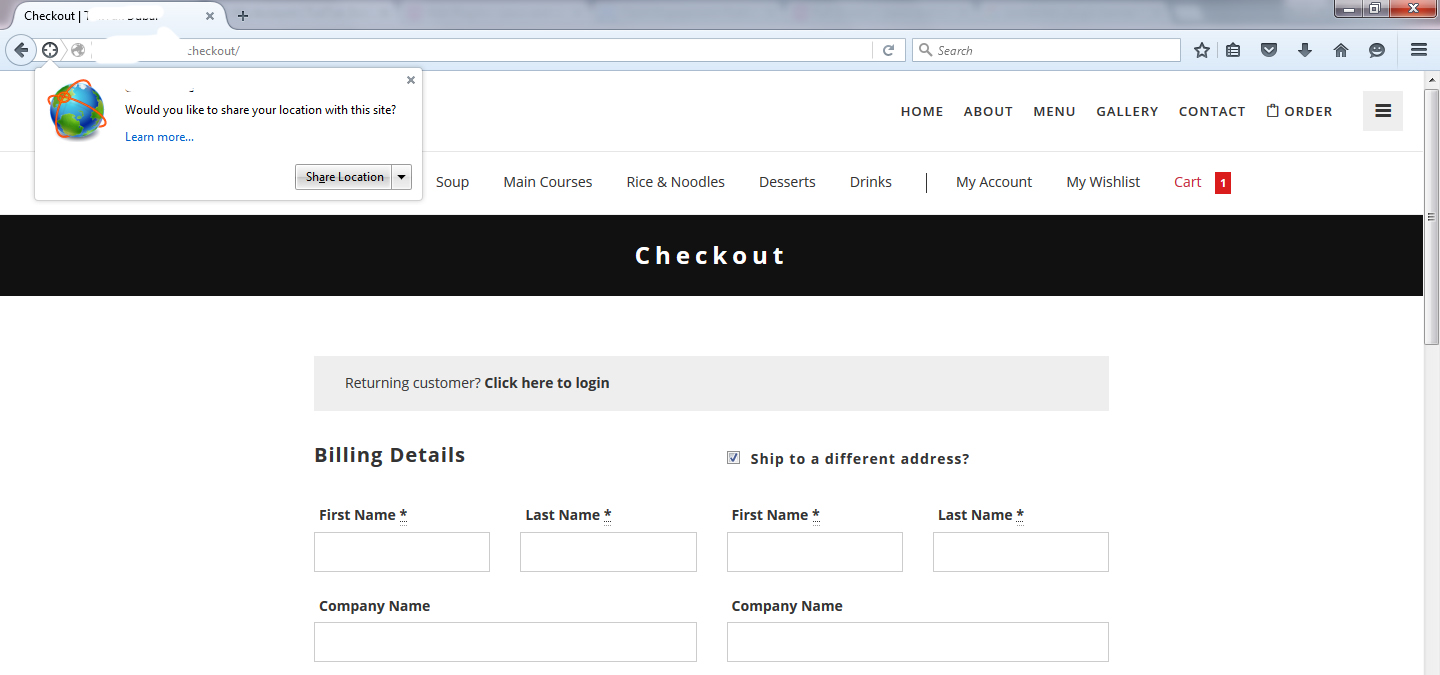 Checkout |
checkout/
Search
Would you like to share your location with this site?
Learn more...
Share Location
HOME ABOUT MENU GALLERY CONTACT ORDER
Soup Main Courses Rice & Noodles Desserts Drinks My Account My Wishlist Cart 1
Checkout
Returning customer? Click here to login
Billing Details
Ship to a different address?
First Name * Last Name * First Name * Last Name *
Company Name Company Name